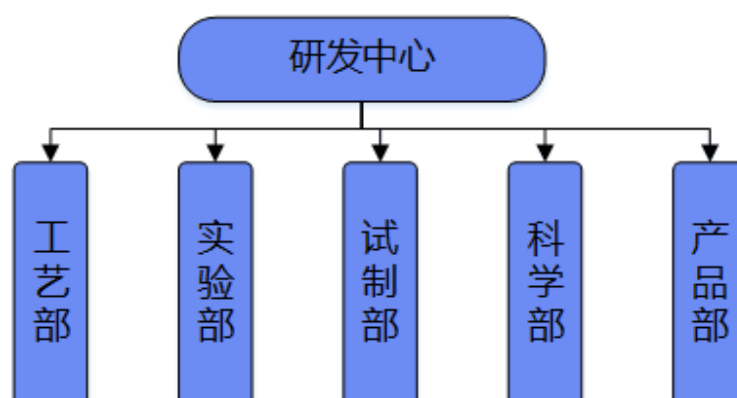 研发中心
工艺部
实验部
试制部
科学部
产品部